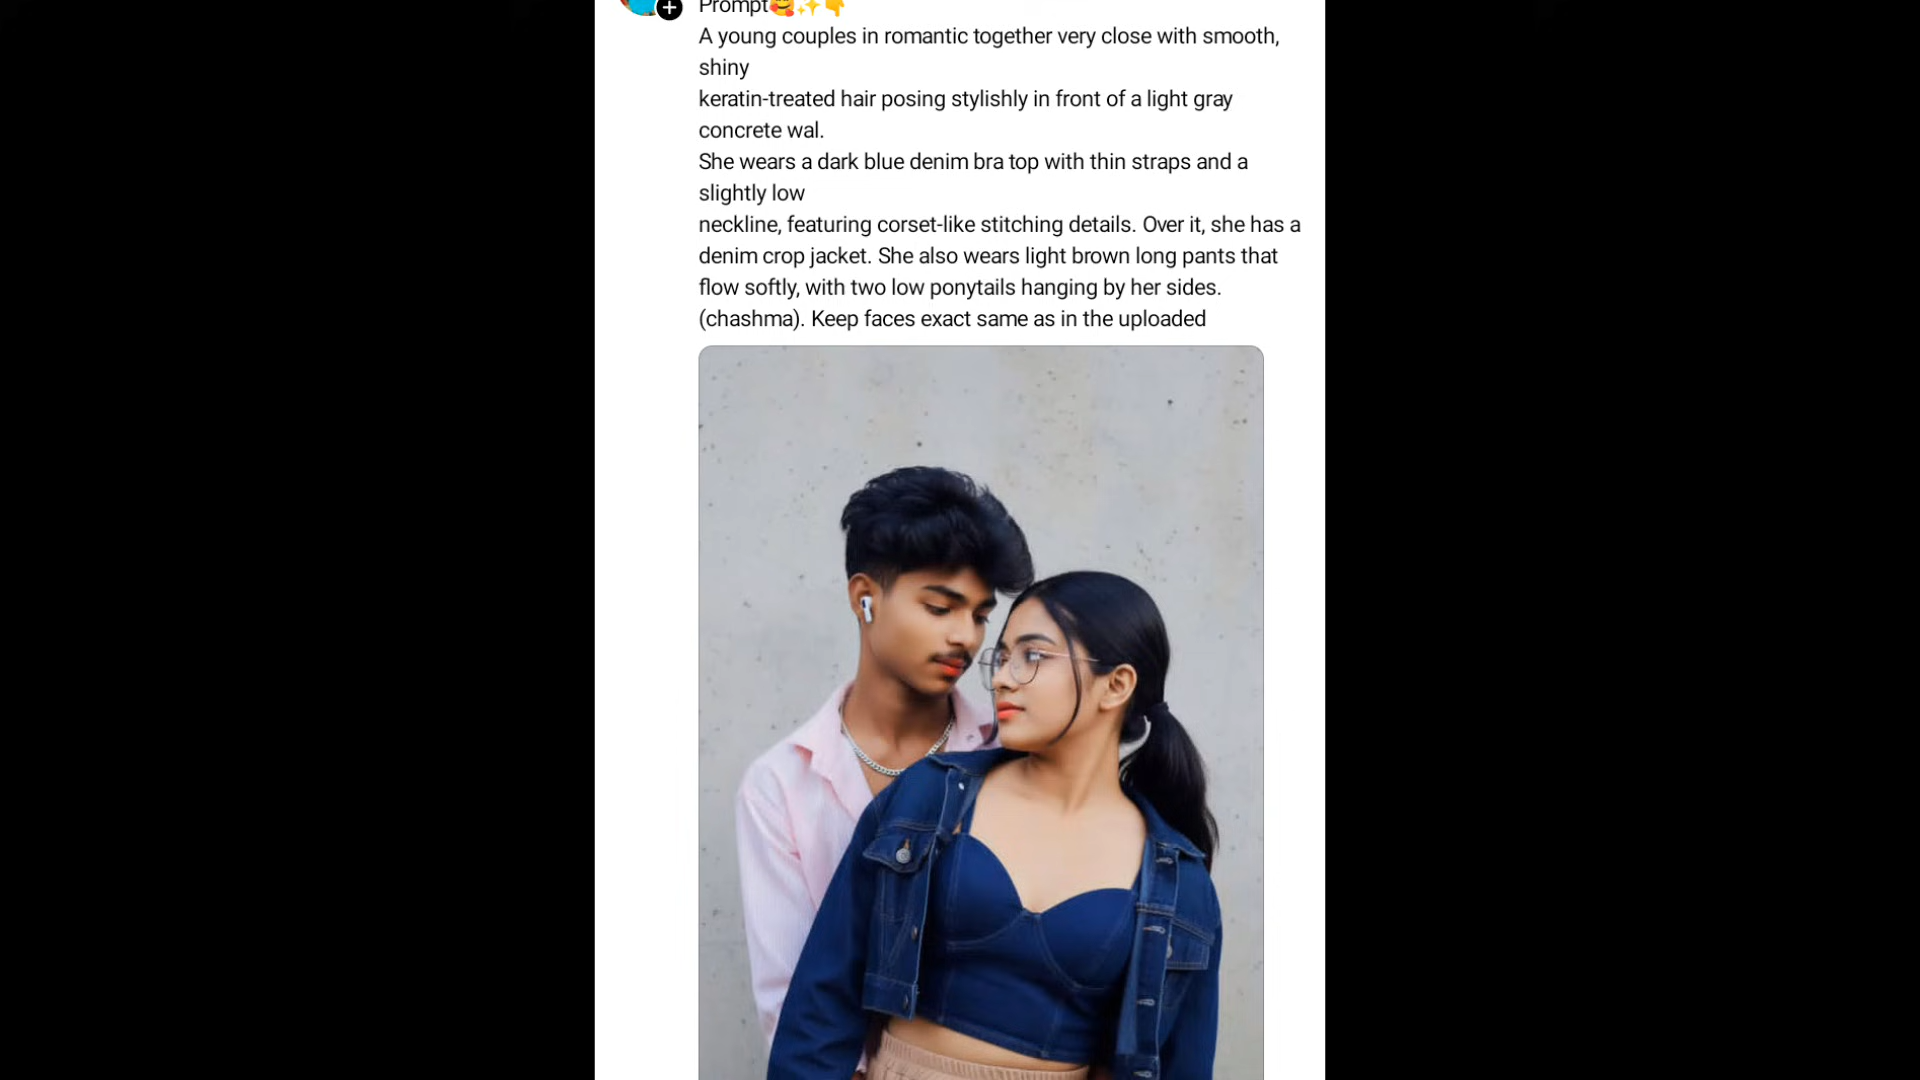 Prompt🥰✨👇
A young couples in romantic together very close with smooth,
shiny
keratin-treated hair posing stylishly in front of a light gray
concrete wal.
She wears a dark blue denim bra top with thin straps and a
slightly low
neckline, featuring corset-like stitching details. Over it, she has a
denim crop jacket. She also wears light brown long pants that
flow softly, with two low ponytails hanging by her sides.
(chashma). Keep faces exact same as in the uploaded